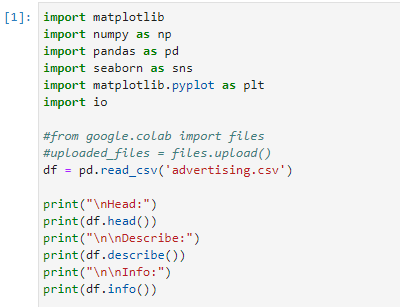 [1]: import matplotlib
import numpy as np
import pandas as pd
import seaborn as sns
import matplotlib.pyplot as plt
import io
#from google.colab import files
#uploaded_files = files.upload()
df = pd.read_csv('advertising.csv')
print("\nHead:")
print(df.head())
print("\n\nDescribe:")
print(df.describe())
print("\n\nInfo:")
print(df.info())